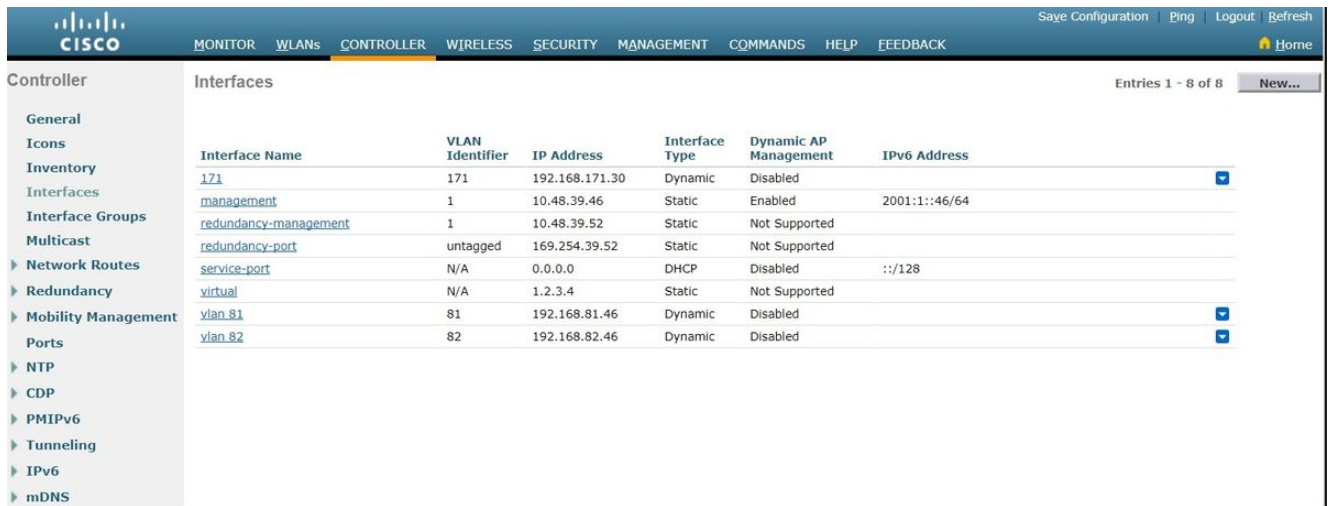 Save Configuration | Ping | Logout | Refresh
CISCO
MONITOR WLANs CONTROLLER WIRELESS SECURITY MANAGEMENT COMMANDS HELP FEEDBACK
Home
Controller
General
Icons
Inventory
Interfaces
Interface Groups
Multicast
Network Routes
Redundancy
Mobility Management
Ports
NTP
CDP
PMIPv6
Tunneling
IPv6
mDNS
Interfaces
Entries 1 - 8 of 8
New...
Interface Name VLAN Identifier IP Address Interface Type Dynamic AP Management IPv6 Address
171 171 192.168.171.30 Dynamic Disabled
management 1 10.48.39.46 Static Enabled 2001:1::46/64
redundancy-management 1 10.48.39.52 Static Not Supported
redundancy-port untagged 169.254.39.52 Static Not Supported
service-port N/A 0.0.0.0 DHCP Disabled ::/128
virtual N/A 1.2.3.4 Static Not Supported
vlan 81 81 192.168.81.46 Dynamic Disabled
vlan 82 82 192.168.82.46 Dynamic Disabled